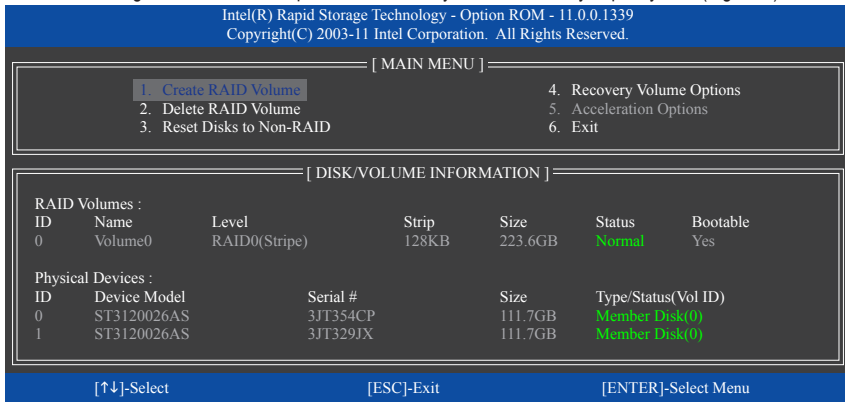 Intel(R) Rapid Storage Technology - Option ROM - 11.0.0.1339
Copyright(C) 2003-11 Intel Corporation. All Rights Reserved.
[ MAIN MENU ]
1. Create RAID Volume
2. Delete RAID Volume
3. Reset Disks to Non-RAID
4. Recovery Volume Options
5. Acceleration Options
6. Exit
[ DISK/VOLUME INFORMATION ]
RAID Volumes :
ID Name Level Strip Size Status Bootable
0 Volume0 RAID0(Stripe) 128KB 223.6GB Normal Yes
Physical Devices :
ID Device Model Serial # Size Type/Status(Vol ID)
0 ST3120026AS 3JT354CP 111.7GB Member Disk(0)
1 ST3120026AS 3JT329JX 111.7GB Member Disk(0)
[↑↓]-Select [ESC]-Exit [ENTER]-Select Menu